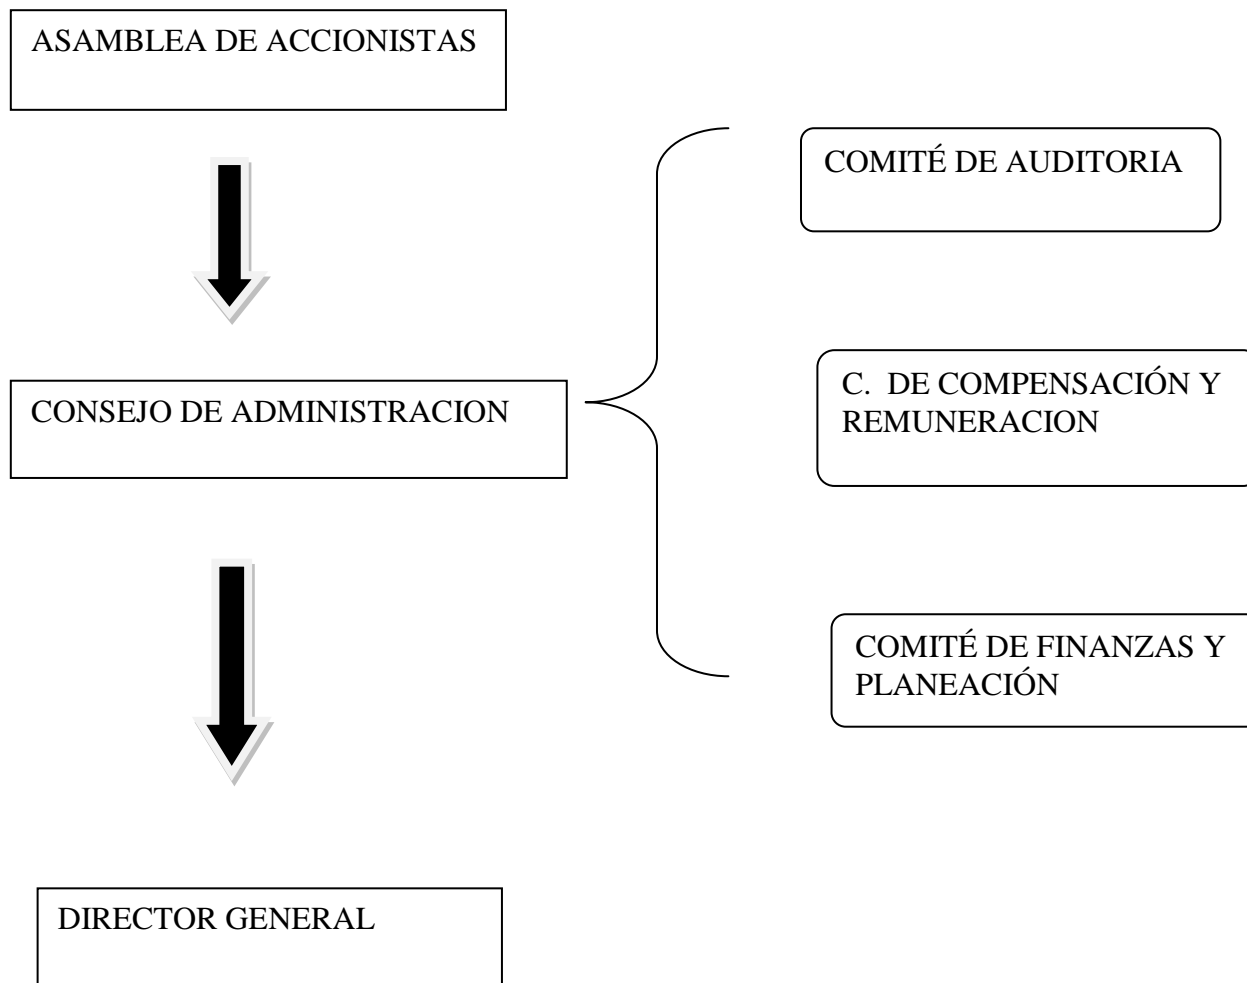 ASAMBLEA DE ACCIONISTAS
COMITÉ DE AUDITORIA
CONSEJO DE ADMINISTRACION
C.  DE COMPENSACIÓN Y
REMUNERACION
COMITÉ DE FINANZAS Y
PLANEACIÓN
DIRECTOR GENERAL